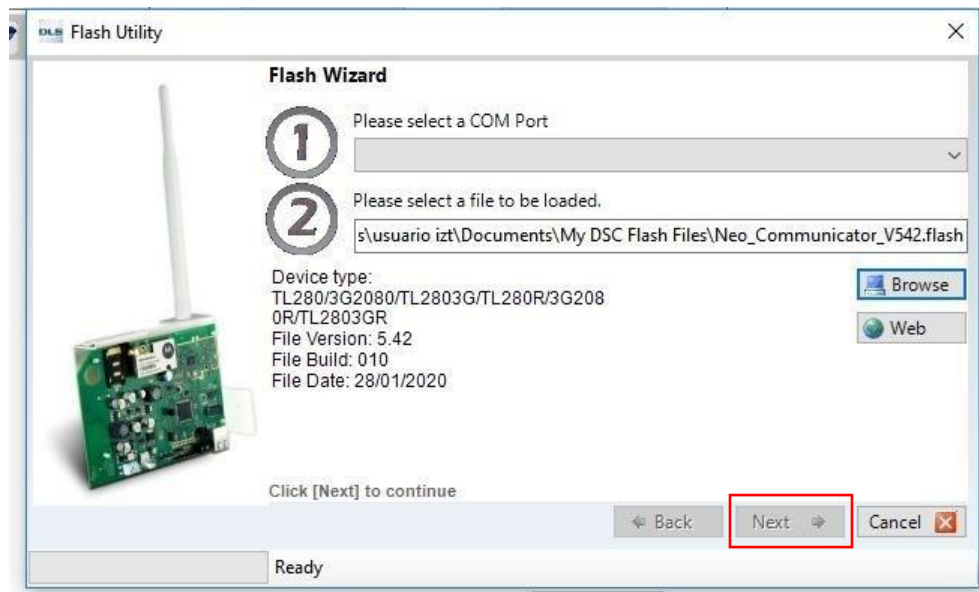 DLS Flash Utility
Flash Wizard
1
Please select a COM Port
2
Please select a file to be loaded.
s\usuario izt\Documents\My DSC Flash Files\Neo_Communicator_V542.flash
Device type:
TL280/3G2080/TL2803G/TL280R/3G208
0R/TL2803GR
File Version: 5.42
File Build: 010
File Date: 28/01/2020
Browse
Web
Click [Next] to continue
Back Next Cancel
Ready